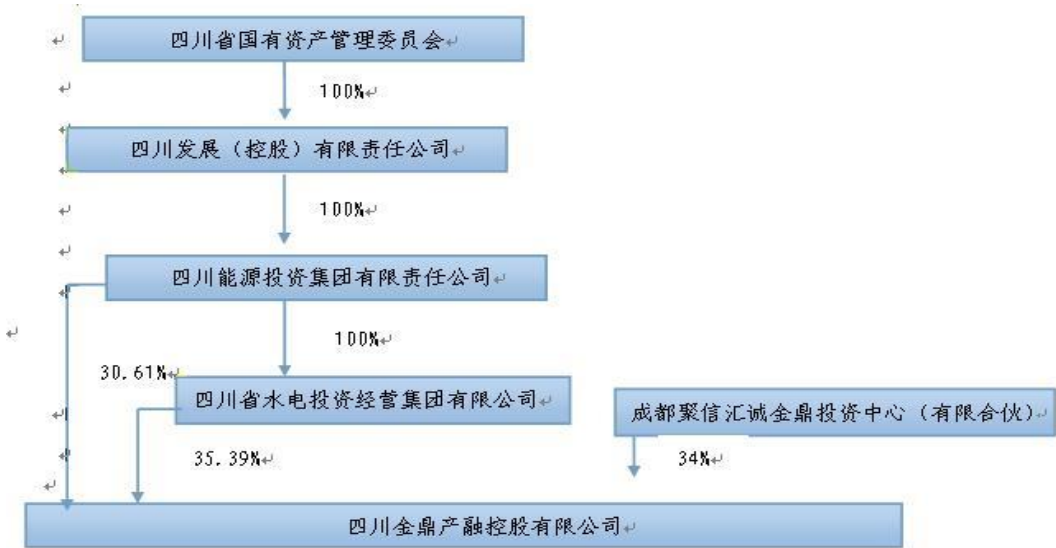 四川省国有资产管理委员会
100%
四川发展（控股）有限责任公司
100%
四川能源投资集团有限责任公司
100%
30.61%
四川省水电投资经营集团有限公司
成都聚信汇诚金鼎投资中心（有限合伙）
35.39%
34%
四川金鼎产融控股有限公司